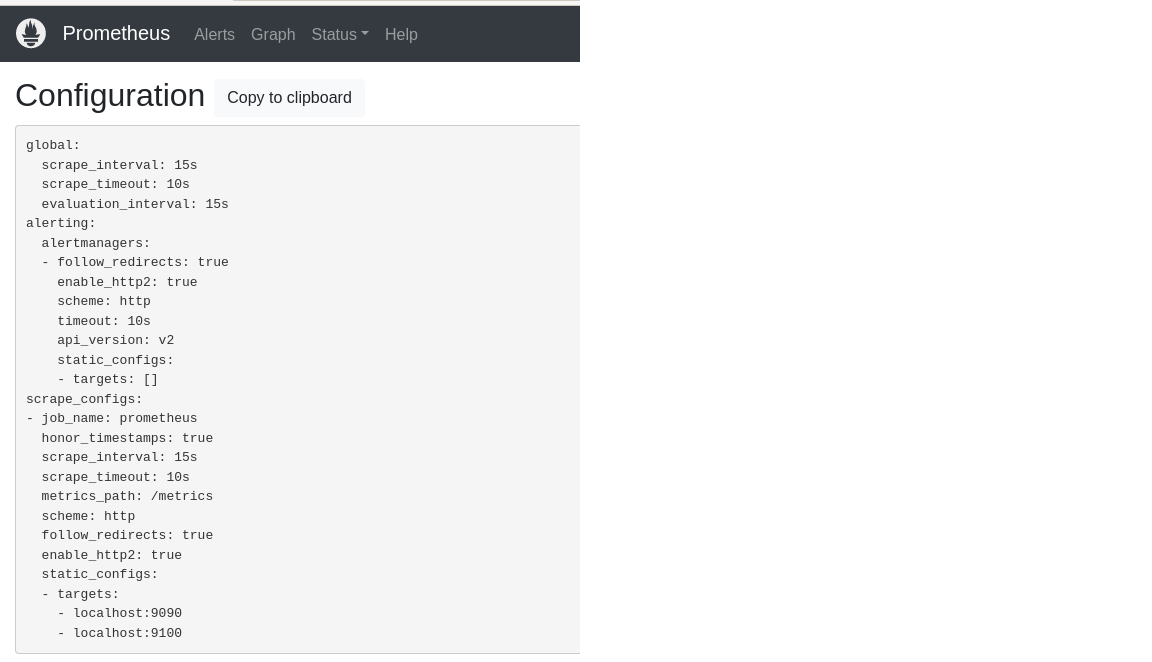 Prometheus Alerts Graph Status Help
Configuration Copy to clipboard
global:
  scrape_interval: 15s
  scrape_timeout: 10s
  evaluation_interval: 15s
alerting:
  alertmanagers:
  - follow_redirects: true
    enable_http2: true
    scheme: http
    timeout: 10s
    api_version: v2
    static_configs:
    - targets: []
scrape_configs:
- job_name: prometheus
  honor_timestamps: true
  scrape_interval: 15s
  scrape_timeout: 10s
  metrics_path: /metrics
  scheme: http
  follow_redirects: true
  enable_http2: true
  static_configs:
  - targets:
    - localhost:9090
    - localhost:9100